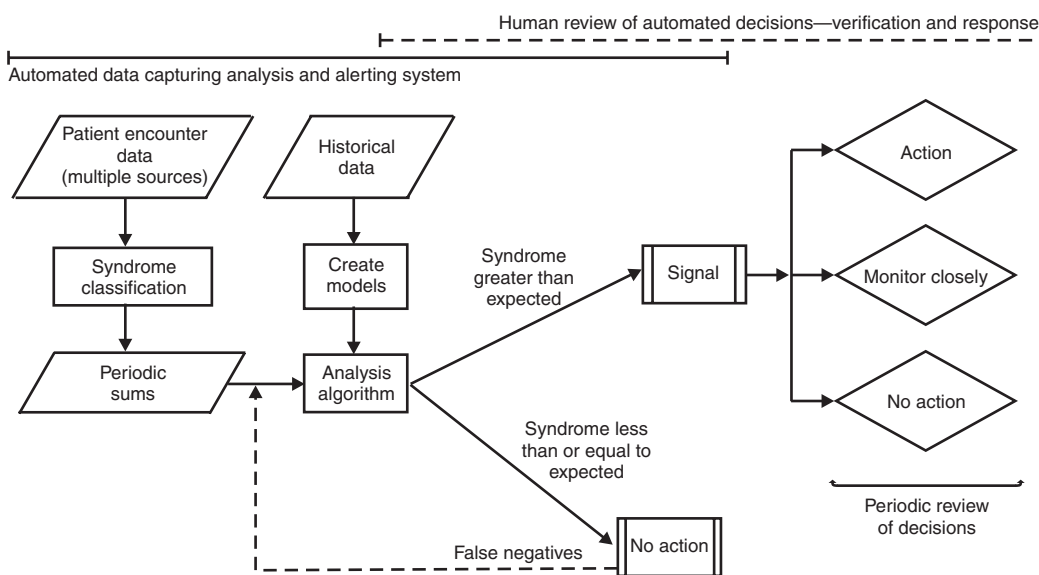 Human review of automated decisions—verification and response
Automated data capturing analysis and alerting system
Patient encounter
data
(multiple sources)
Historical
data
Syndrome
classification
Create
models
Periodic
sums
Analysis
algorithm
Syndrome
greater than
expected
Signal
Syndrome less
than or equal to
expected
No action
False negatives
Action
Monitor closely
No action
Periodic review
of decisions